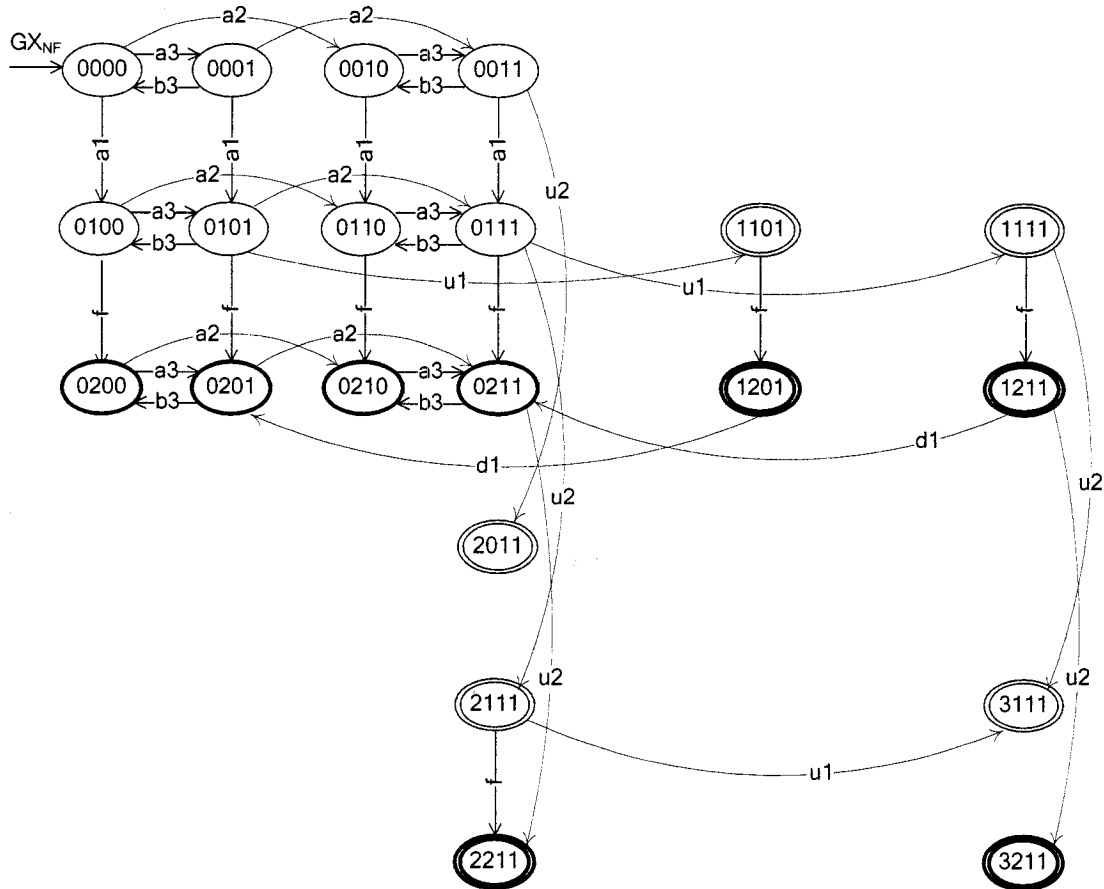 a2 a2
GX_NF
0000 a3 0001 0010 a3 0011
b3 b3
a1 a1 a1 a1
a2 a2 u2
0100 a3 0101 0110 a3 0111 1101 1111
b3 b3
u1 u1
f f f f f f
a2 a2
0200 a3 0201 0210 a3 0211 1201 1211
b3 b3
d1 d1
u2 u2
2011
2111 u2 3111 u2
f u1
2211 3211